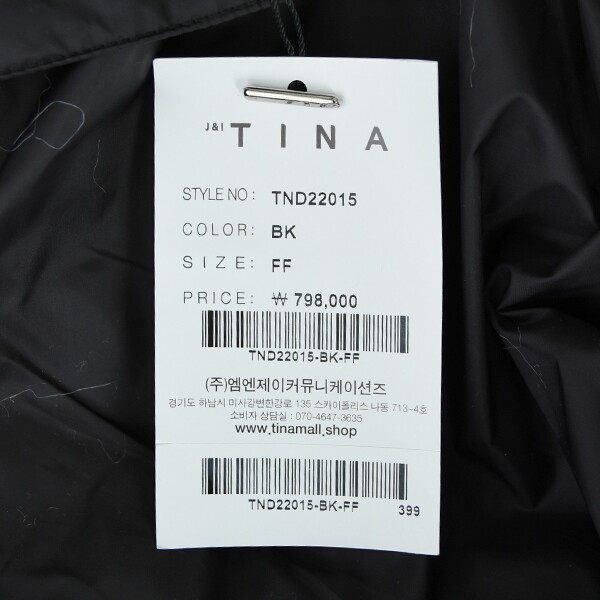 J&I TINA
STYLE NO: TND22015
COLOR: BK
SIZE: FF
PRICE: ₩ 798,000
TND22015-BK-FF
(주)엠엔제이커뮤니케이션즈
경기도 하남시 미사강변한강로 135 스카이폴리스 나동 713-4호
소비자 상담실 : 070-4647-3635
www.tinamall.shop
TND22015-BK-FF
399